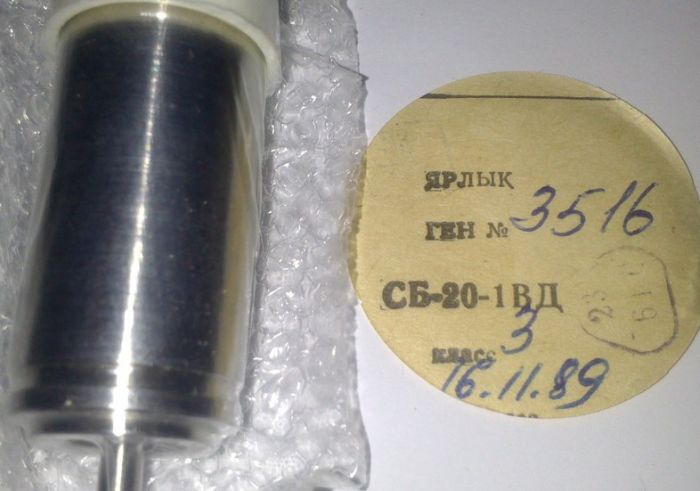 ЯРЛЫК
ГЕН № 3516
СБ-20-1ВД
класс 3
16.11.89